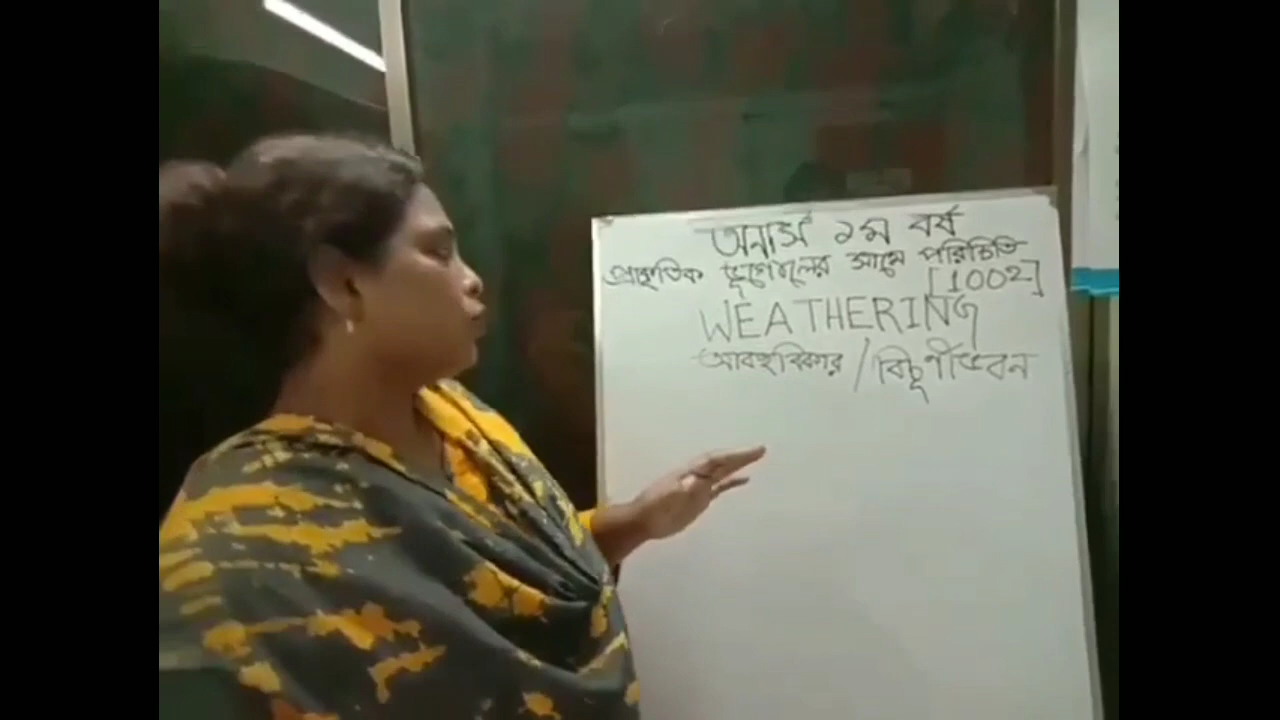 অনার্স ১ম বর্ষ
প্রাকৃতিক ভূগোলের সাথে পরিচিতি
[1002]
WEATHERING
আবহবিকার / বিচূর্ণীভবন